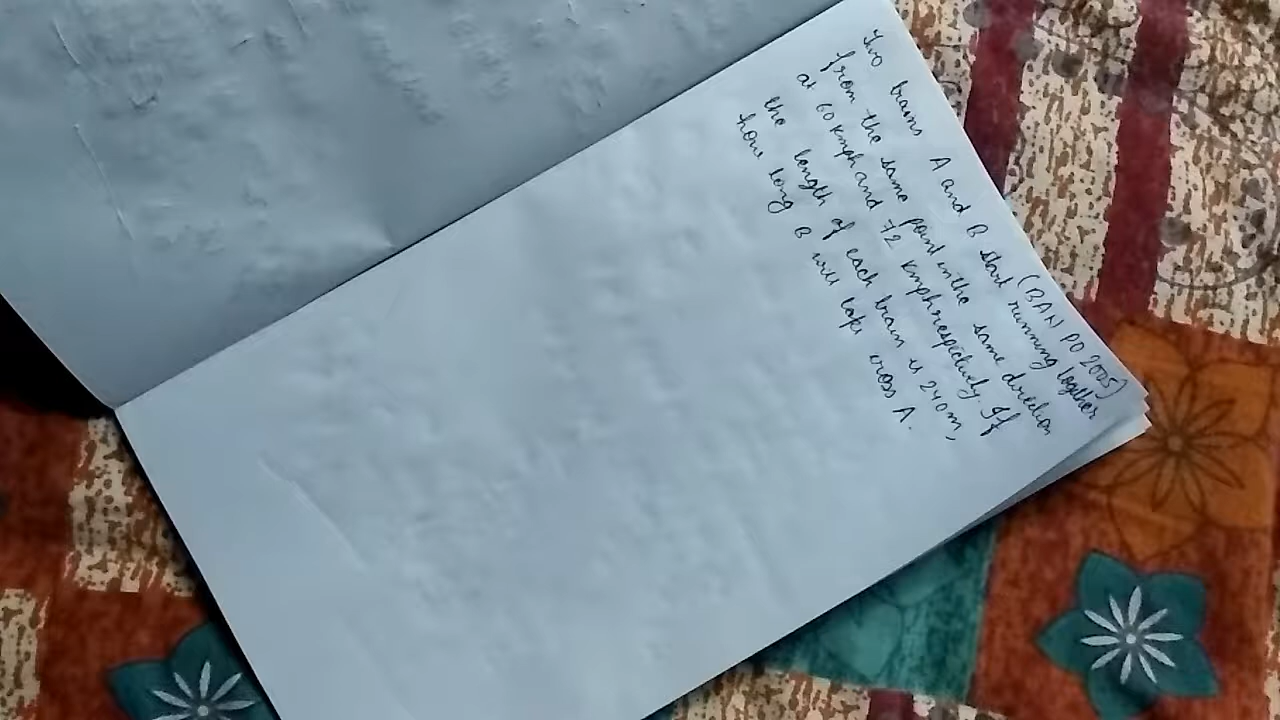 (BAN PO 2005)
Two trains A and B start running together
from the same point in the same direction
at 60 Kmph and 72 Kmph respectively. If
the length of each train is 240m,
how long B will take cross A.